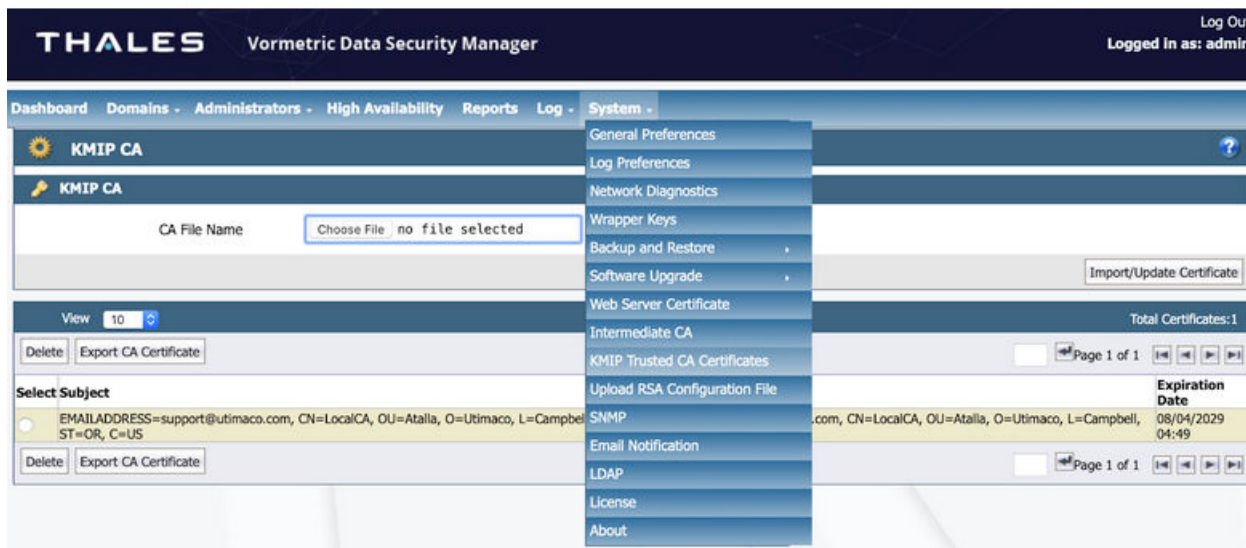 Log Ou
THALES Vormetric Data Security Manager
Logged in as: admin
Dashboard Domains Administrators High Availability Reports Log System
General Preferences
KMIP CA
?
Log Preferences
KMIP CA
Network Diagnostics
CA File Name Choose File no file selected
Wrapper Keys
Backup and Restore
Software Upgrade
Import/Update Certificate
Web Server Certificate
View 10
Total Certificates:1
Intermediate CA
Delete Export CA Certificate
Page 1 of 1
KMIP Trusted CA Certificates
Select Subject
Upload RSA Configuration File
Expiration
Date
EMAILADDRESS=support@utimaco.com, CN=LocalCA, OU=Atalla, O=Utimaco, L=Campbel
SNMP
.com, CN=LocalCA, OU=Atalla, O=Utimaco, L=Campbell,
08/04/2029
ST=OR, C=US
04:49
Email Notification
Delete Export CA Certificate
Page 1 of 1
LDAP
License
About